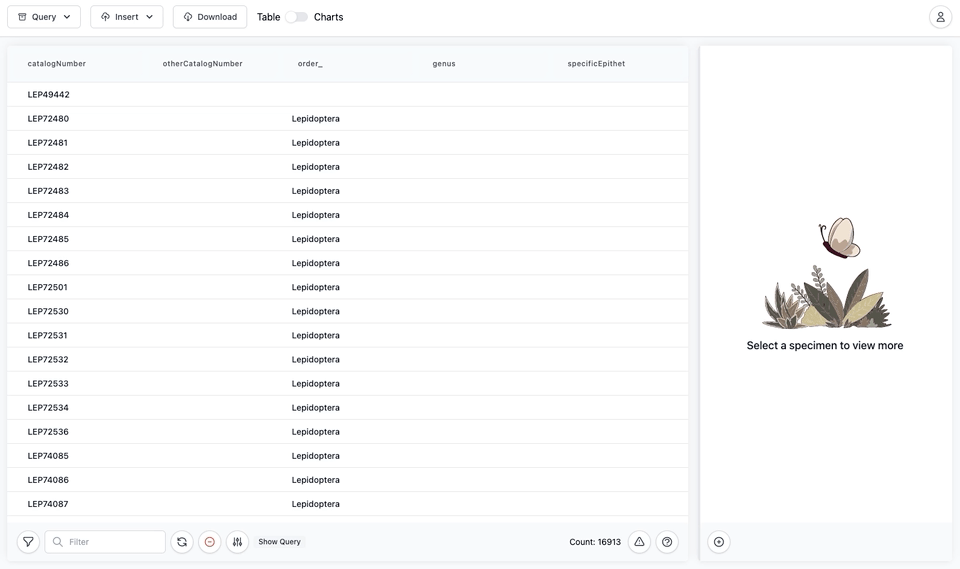 Query Insert Download Table Charts
catalogNumber otherCatalogNumber order_ genus specificEpithet
LEP49442
LEP72480 Lepidoptera
LEP72481 Lepidoptera
LEP72482 Lepidoptera
LEP72483 Lepidoptera
LEP72484 Lepidoptera
LEP72485 Lepidoptera
LEP72486 Lepidoptera
LEP72501 Lepidoptera
LEP72530 Lepidoptera
LEP72531 Lepidoptera
LEP72532 Lepidoptera
LEP72533 Lepidoptera
LEP72534 Lepidoptera
LEP72536 Lepidoptera
LEP74085 Lepidoptera
LEP74086 Lepidoptera
LEP74087 Lepidoptera
Filter Show Query Count: 16913
Select a specimen to view more